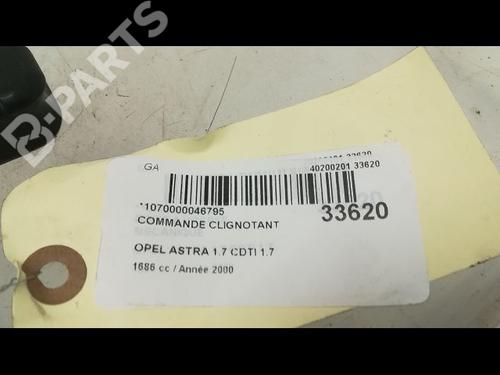 B-PARTS
GA
40200201 33620
*1070000046795
33620
COMMANDE CLIGNOTANT
OPEL ASTRA 1.7 CDTI 1.7
1686 cc / Année 2000